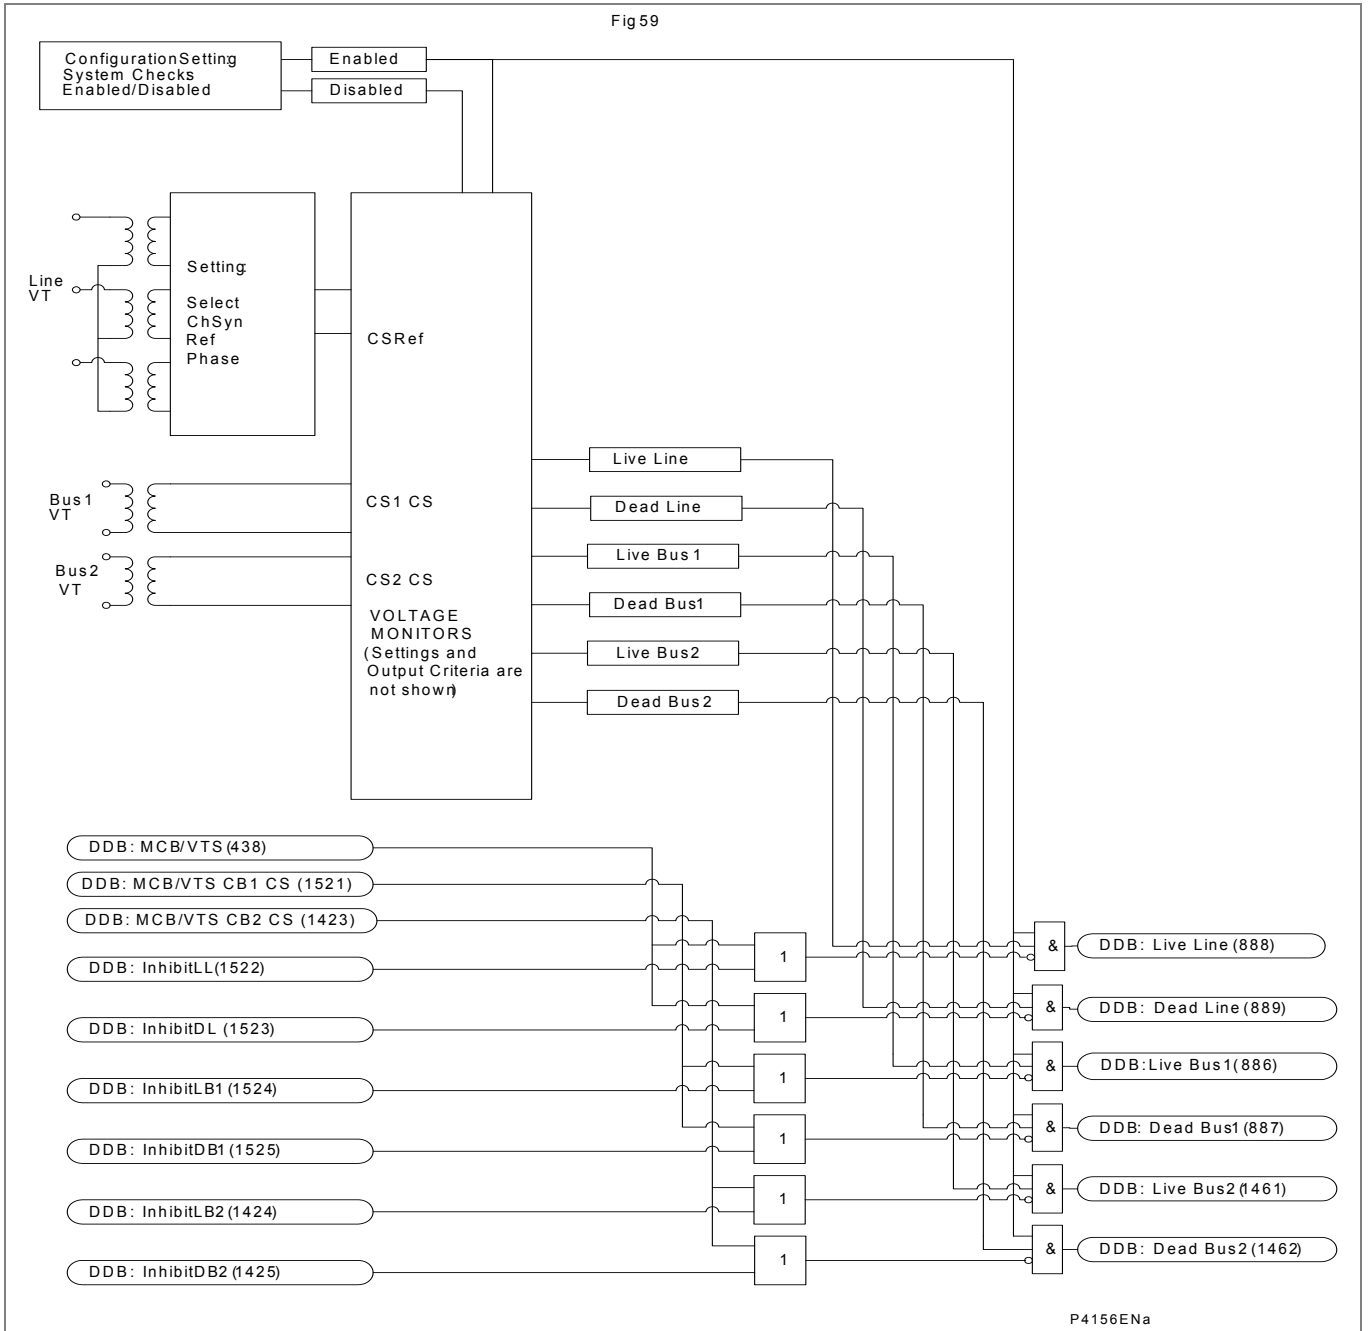 Fig 59
Configuration Setting:
System Checks
Enabled/Disabled
Enabled
Disabled
Line
VT
Setting:
Select
ChSyn
Ref
Phase
CSRef
Bus1
VT
CS1 CS
Bus2
VT
CS2 CS
VOLTAGE
MONITORS
(Settings and
Output Criteria are
not shown)
Live Line
Dead Line
Live Bus 1
Dead Bus1
Live Bus2
Dead Bus2
DDB: MCB/VTS (438)
DDB: MCB/VTS CB1 CS (1521)
DDB: MCB/VTS CB2 CS (1423)
DDB: InhibitLL (1522)
DDB: InhibitDL (1523)
DDB: InhibitLB1 (1524)
DDB: InhibitDB1 (1525)
DDB: InhibitLB2 (1424)
DDB: InhibitDB2 (1425)
1
1
1
1
1
1
&
&
&
&
&
&
DDB: Live Line (888)
DDB: Dead Line (889)
DDB:Live Bus1 (886)
DDB: Dead Bus1 (887)
DDB: Live Bus2 (1461)
DDB: Dead Bus2 (1462)
P4156ENa